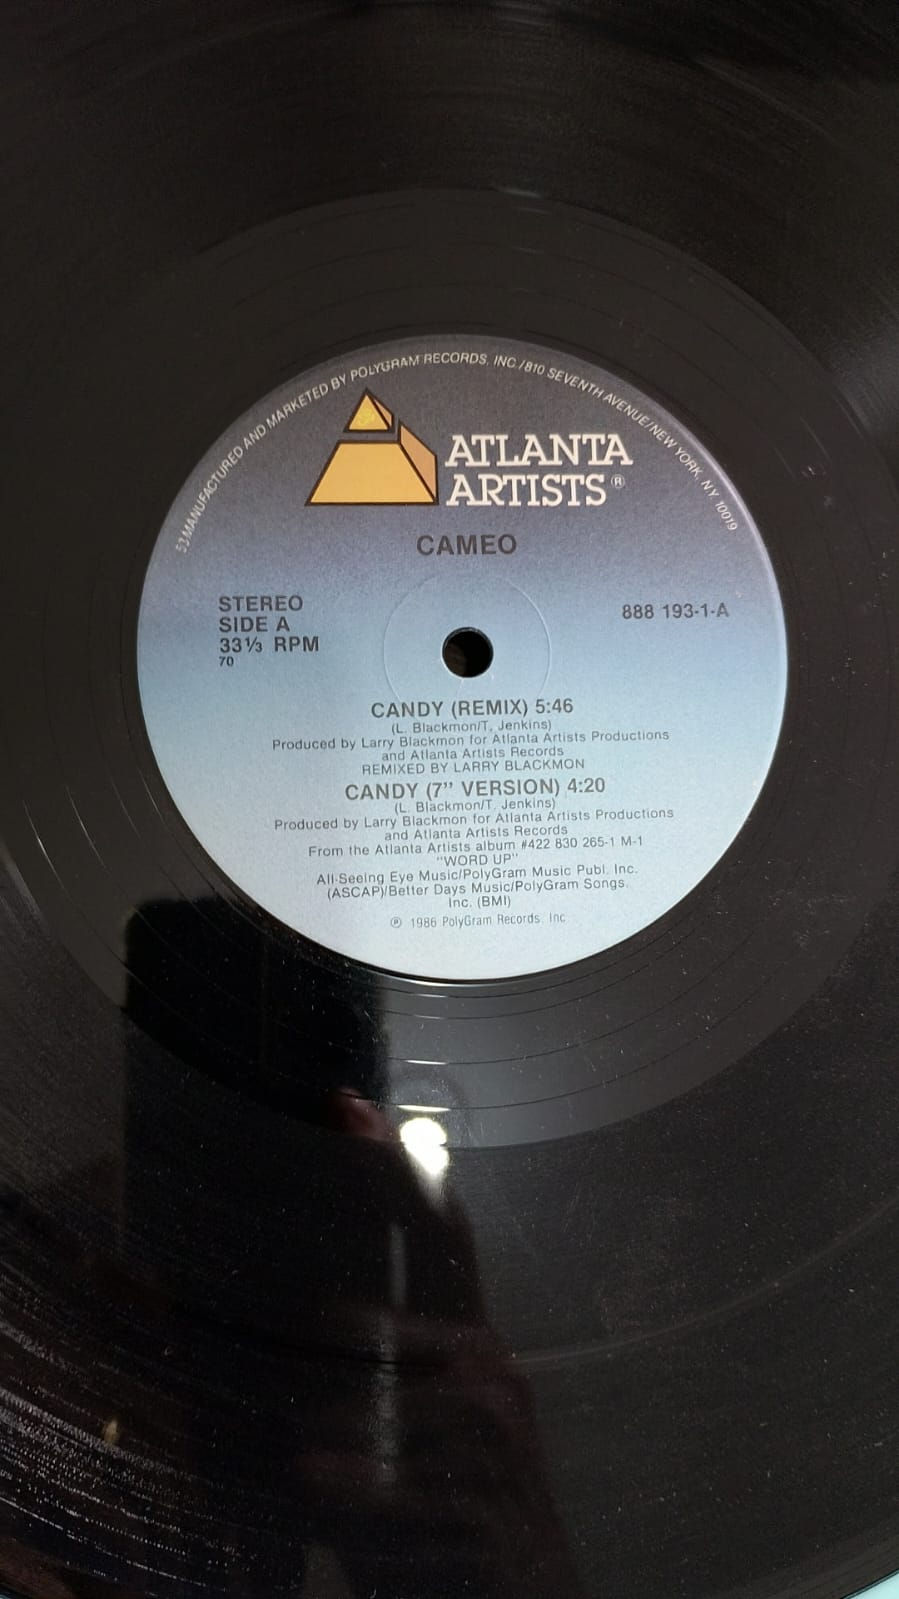 53 MANUFACTURED AND MARKETED BY POLYGRAM RECORDS, INC./810 SEVENTH AVENUE/NEW YORK, N.Y. 10019
ATLANTA
ARTISTS®
CAMEO
STEREO
SIDE A
33⅓ RPM
70
888 193-1-A
CANDY (REMIX) 5:46
(L. Blackmon/T. Jenkins)
Produced by Larry Blackmon for Atlanta Artists Productions
and Atlanta Artists Records
REMIXED BY LARRY BLACKMON
CANDY (7” VERSION) 4:20
(L. Blackmon/T. Jenkins)
Produced by Larry Blackmon for Atlanta Artists Productions
and Atlanta Artists Records
From the Atlanta Artists album #422 830 265-1 M-1
“WORD UP”
All-Seeing Eye Music/PolyGram Music Publ. Inc.
(ASCAP)/Better Days Music/PolyGram Songs.
Inc. (BMI)
℗ 1986 PolyGram Records. Inc